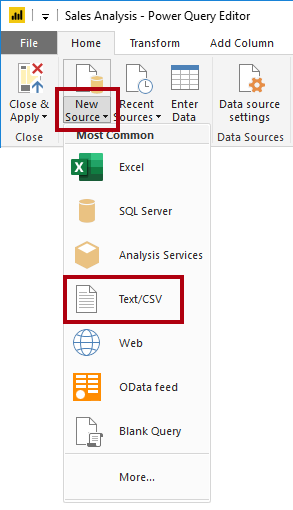 Sales Analysis - Power Query Editor
File Home Transform Add Column
Close & Apply New Source Recent Sources Enter Data Data source settings
Close Data Sources
Most Common
Excel
SQL Server
Analysis Services
Text/CSV
Web
OData feed
Blank Query
More...